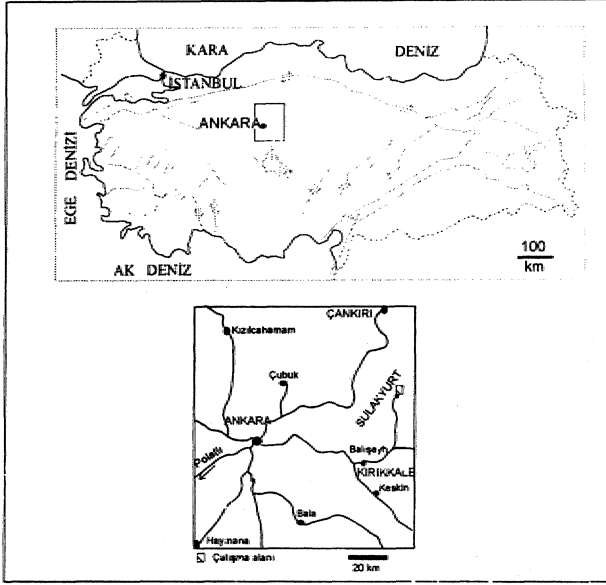 KARA DENİZ
İSTANBUL
ANKARA
EGE DENİZİ
AK DENİZ
100
km
ÇANKIRI
Kızılcahamam
Çubuk
SULAKYURT
ANKARA
Balışeyh
Polatlı
KIRIKKALE
Keskin
Bala
Haymana
Çalışma alanı
20 km